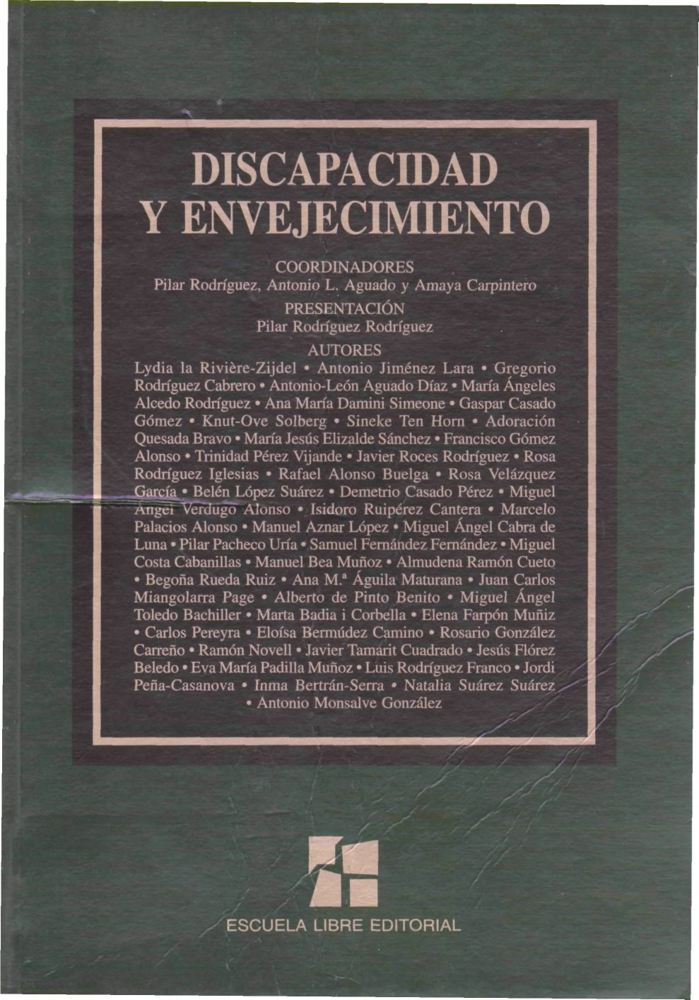 DISCAPACIDAD
Y ENVEJECIMIENTO
COORDINADORES
Pilar Rodríguez, Antonio L. Aguado y Amaya Carpintero
PRESENTACIÓN
Pilar Rodríguez Rodríguez
AUTORES
Lydia la Rivière-Zijdel • Antonio Jiménez Lara • Gregorio
Rodríguez Cabrero • Antonio-León Aguado Díaz • María Ángeles
Alcedo Rodríguez • Ana María Damini Simeone • Gaspar Casado
Gómez • Knut-Ove Solberg • Sineke Ten Horn • Adoración
Quesada Bravo • María Jesús Elizalde Sánchez • Francisco Gómez
Alonso • Trinidad Pérez Vijande • Javier Roces Rodríguez • Rosa
Rodríguez Iglesias • Rafael Alonso Buelga • Rosa Velázquez
García • Belén López Suárez • Demetrio Casado Pérez • Miguel
Ángel Verdugo Alonso • Isidoro Ruipérez Cantera • Marcelo
Palacios Alonso • Manuel Aznar López • Miguel Ángel Cabra de
Luna • Pilar Pacheco Uría • Samuel Fernández Fernández • Miguel
Costa Cabanillas • Manuel Bea Muñoz • Almudena Ramón Cueto
• Begoña Rueda Ruiz • Ana M.ª Águila Maturana • Juan Carlos
Miangolarra Page • Alberto de Pinto Benito • Miguel Ángel
Toledo Bachiller • Marta Badia i Corbella • Elena Farpón Muñiz
• Carlos Pereyra • Eloísa Bermúdez Camino • Rosario González
Carreño • Ramón Novell • Javier Tamarit Cuadrado • Jesús Flórez
Beledo • Eva María Padilla Muñoz • Luis Rodríguez Franco • Jordi
Peña-Casanova • Inma Bertrán-Serra • Natalia Suárez Suárez
• Antonio Monsalve González
ESCUELA LIBRE EDITORIAL